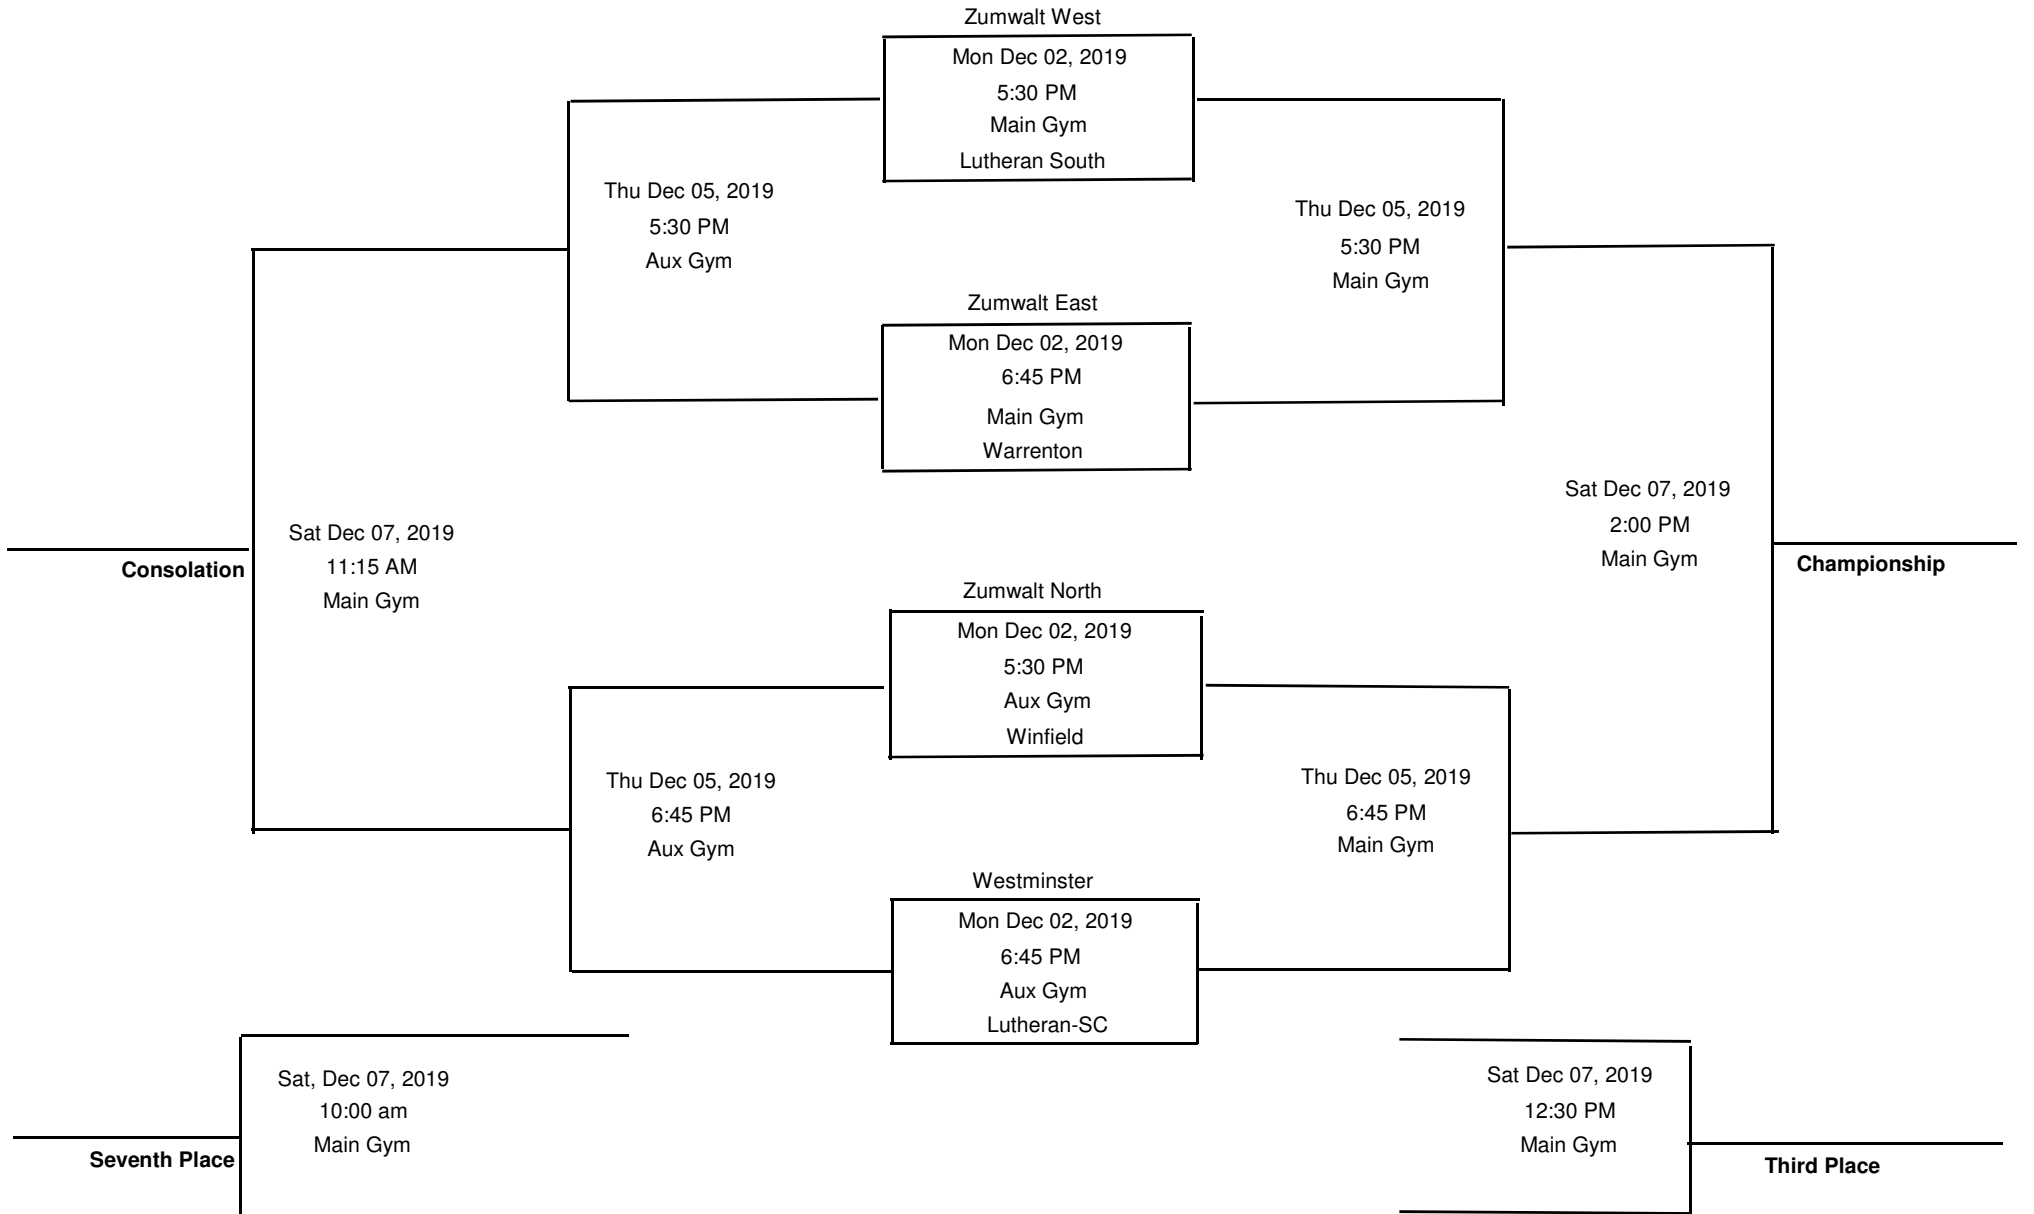 Zumwalt West
Mon Dec 02, 2019
5:30 PM
Main Gym
Lutheran South
Thu Dec 05, 2019
5:30 PM
Aux Gym
Thu Dec 05, 2019
5:30 PM
Main Gym
Zumwalt East
Mon Dec 02, 2019
6:45 PM
Main Gym
Warrenton
Sat Dec 07, 2019
11:15 AM
Main Gym
Consolation
Sat Dec 07, 2019
2:00 PM
Main Gym
Championship
Zumwalt North
Mon Dec 02, 2019
5:30 PM
Aux Gym
Winfield
Thu Dec 05, 2019
6:45 PM
Aux Gym
Thu Dec 05, 2019
6:45 PM
Main Gym
Westminster
Mon Dec 02, 2019
6:45 PM
Aux Gym
Lutheran-SC
Sat, Dec 07, 2019
10:00 am
Main Gym
Seventh Place
Sat Dec 07, 2019
12:30 PM
Main Gym
Third Place